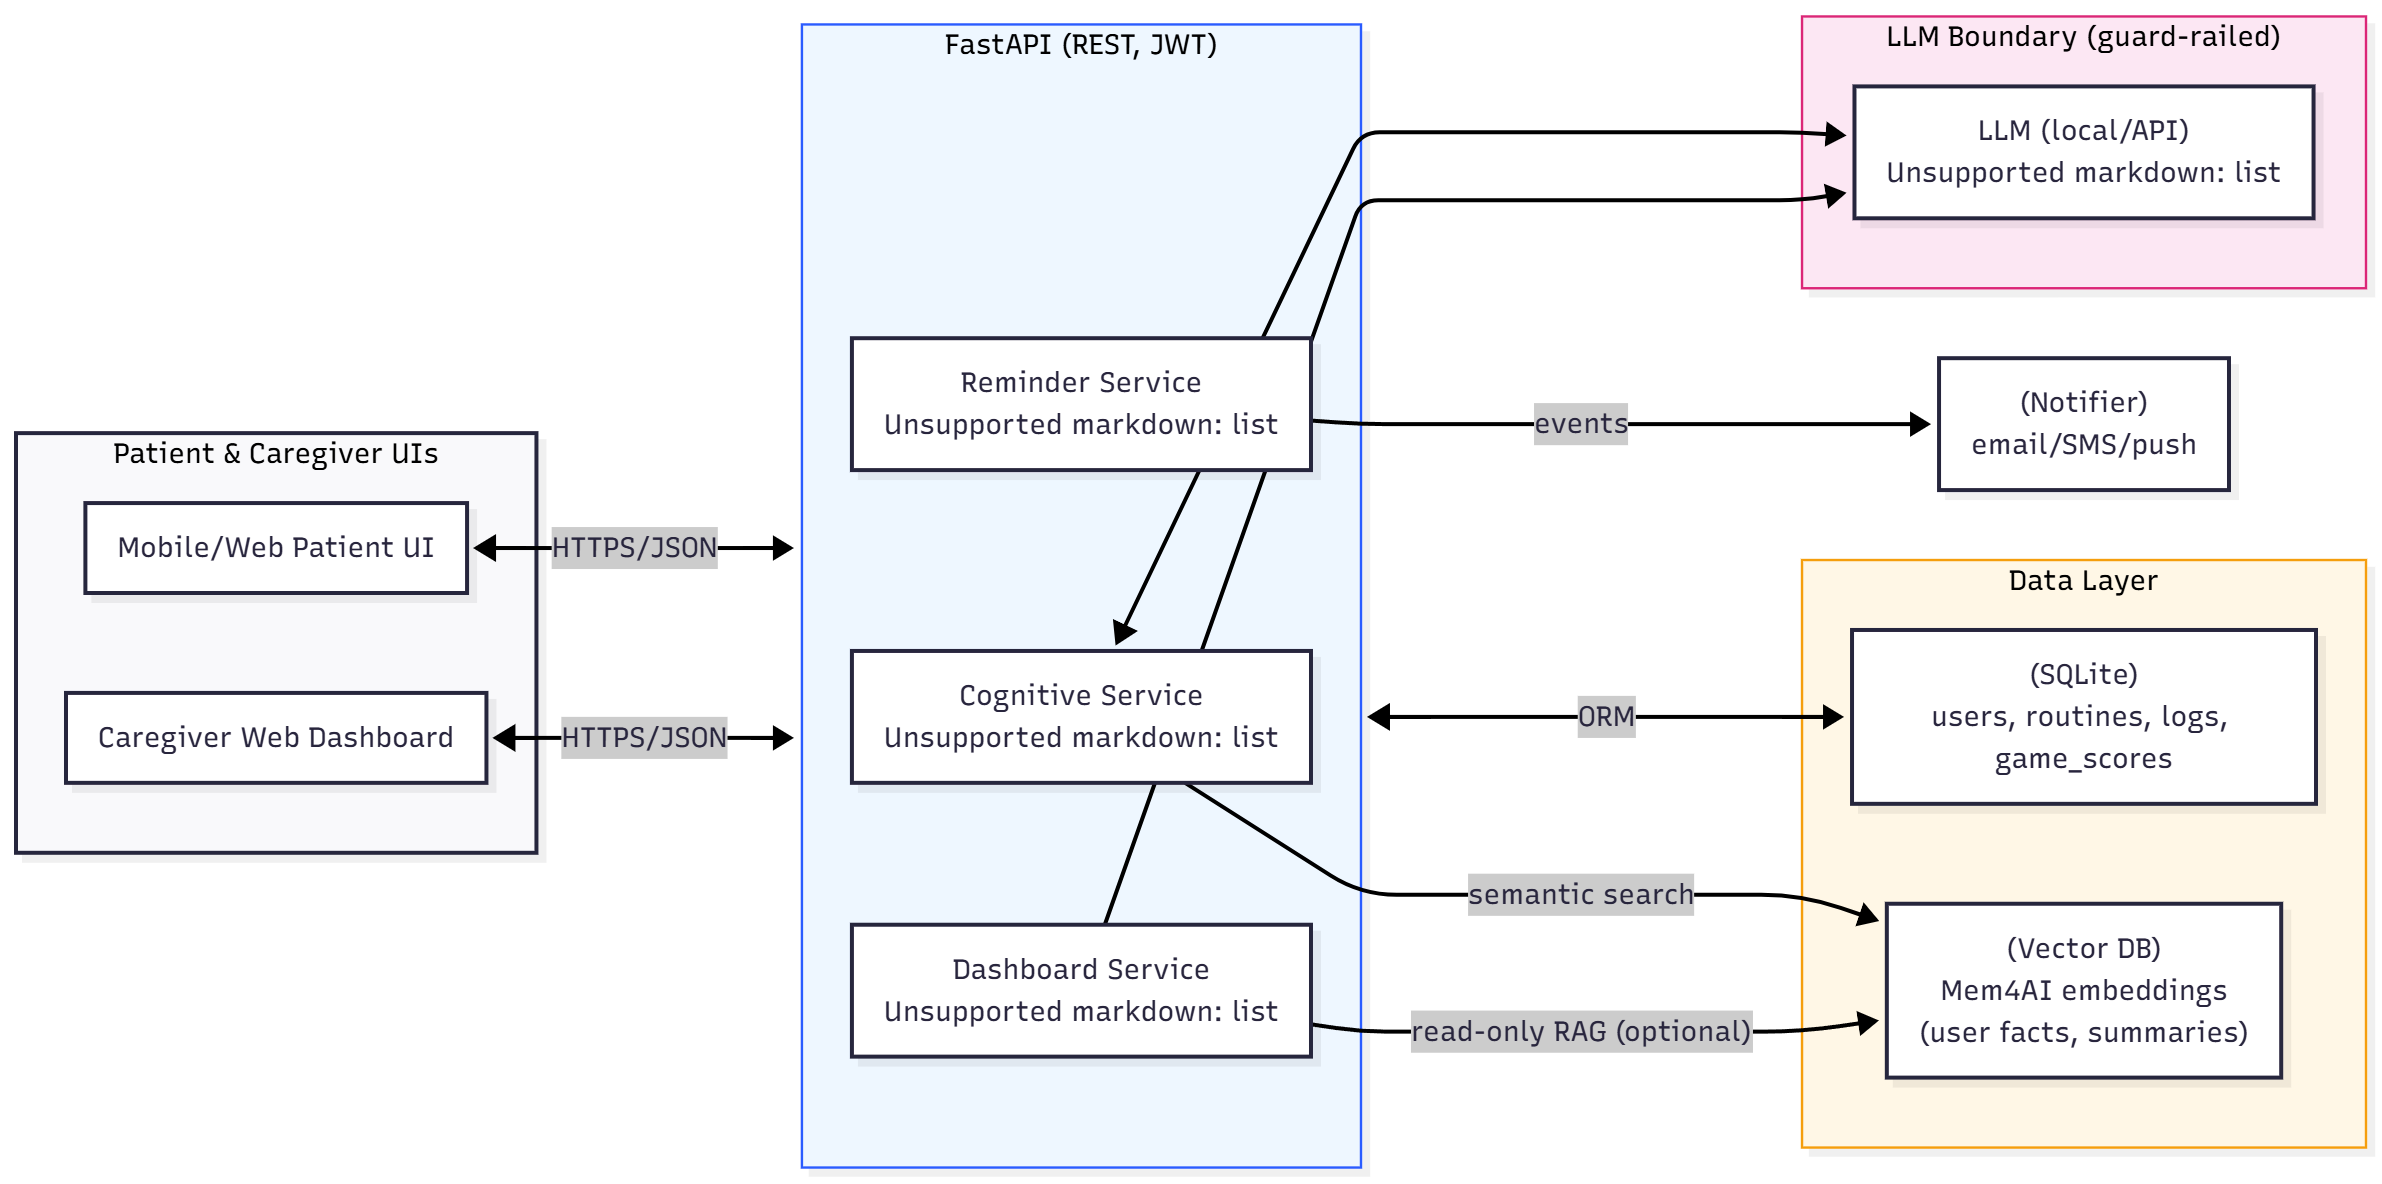 Patient & Caregiver UIs
Mobile/Web Patient UI
Caregiver Web Dashboard
HTTPS/JSON
HTTPS/JSON
FastAPI (REST, JWT)
Reminder Service
Unsupported markdown: list
Cognitive Service
Unsupported markdown: list
Dashboard Service
Unsupported markdown: list
events
ORM
semantic search
read-only RAG (optional)
LLM Boundary (guard-railed)
LLM (local/API)
Unsupported markdown: list
(Notifier)
email/SMS/push
Data Layer
(SQLite)
users, routines, logs,
game_scores
(Vector DB)
Mem4AI embeddings
(user facts, summaries)